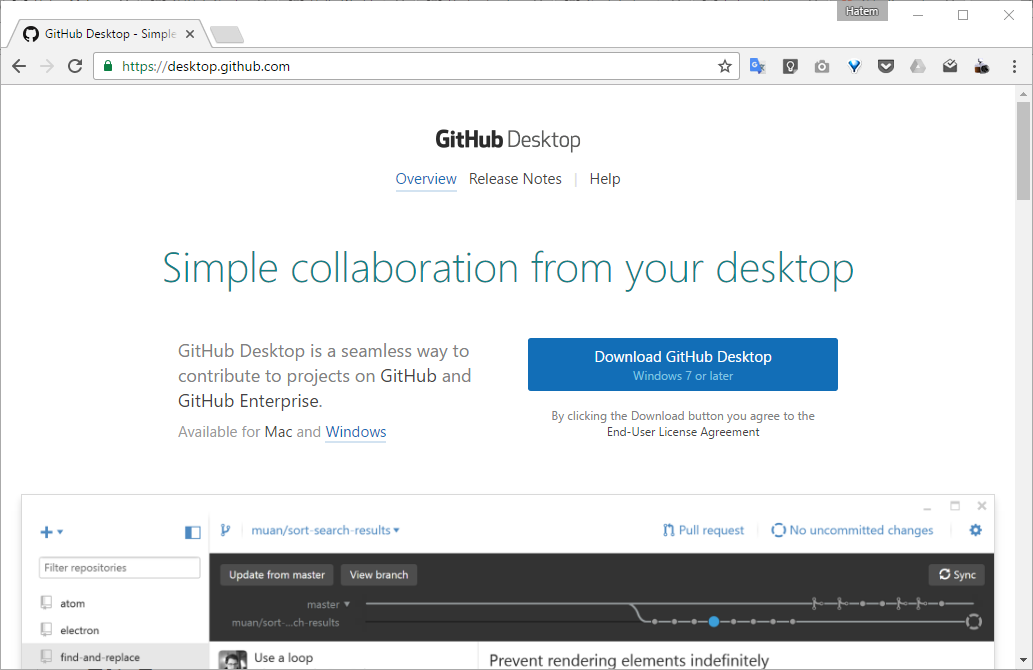 Hatem
GitHub Desktop - Simple
https://desktop.github.com
GitHub Desktop
Overview Release Notes | Help
Simple collaboration from your desktop
GitHub Desktop is a seamless way to
contribute to projects on GitHub and
GitHub Enterprise.
Available for Mac and Windows
Download GitHub Desktop
Windows 7 or later
By clicking the Download button you agree to the
End-User License Agreement
muan/sort-search-results
Pull request
No uncommitted changes
Filter repositories
Update from master
View branch
Sync
master
muan/sort-...ch-results
atom
electron
find-and-replace
Use a loop
Prevent rendering elements indefinitely